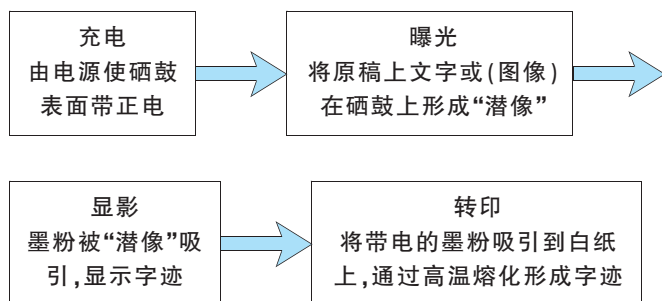 充电
由电源使硒鼓
表面带正电
曝光
将原稿上文字或(图像)
在硒鼓上形成“潜像”
显影
墨粉被“潜像”吸
引,显示字迹
转印
将带电的墨粉吸引到白纸
上,通过高温熔化形成字迹